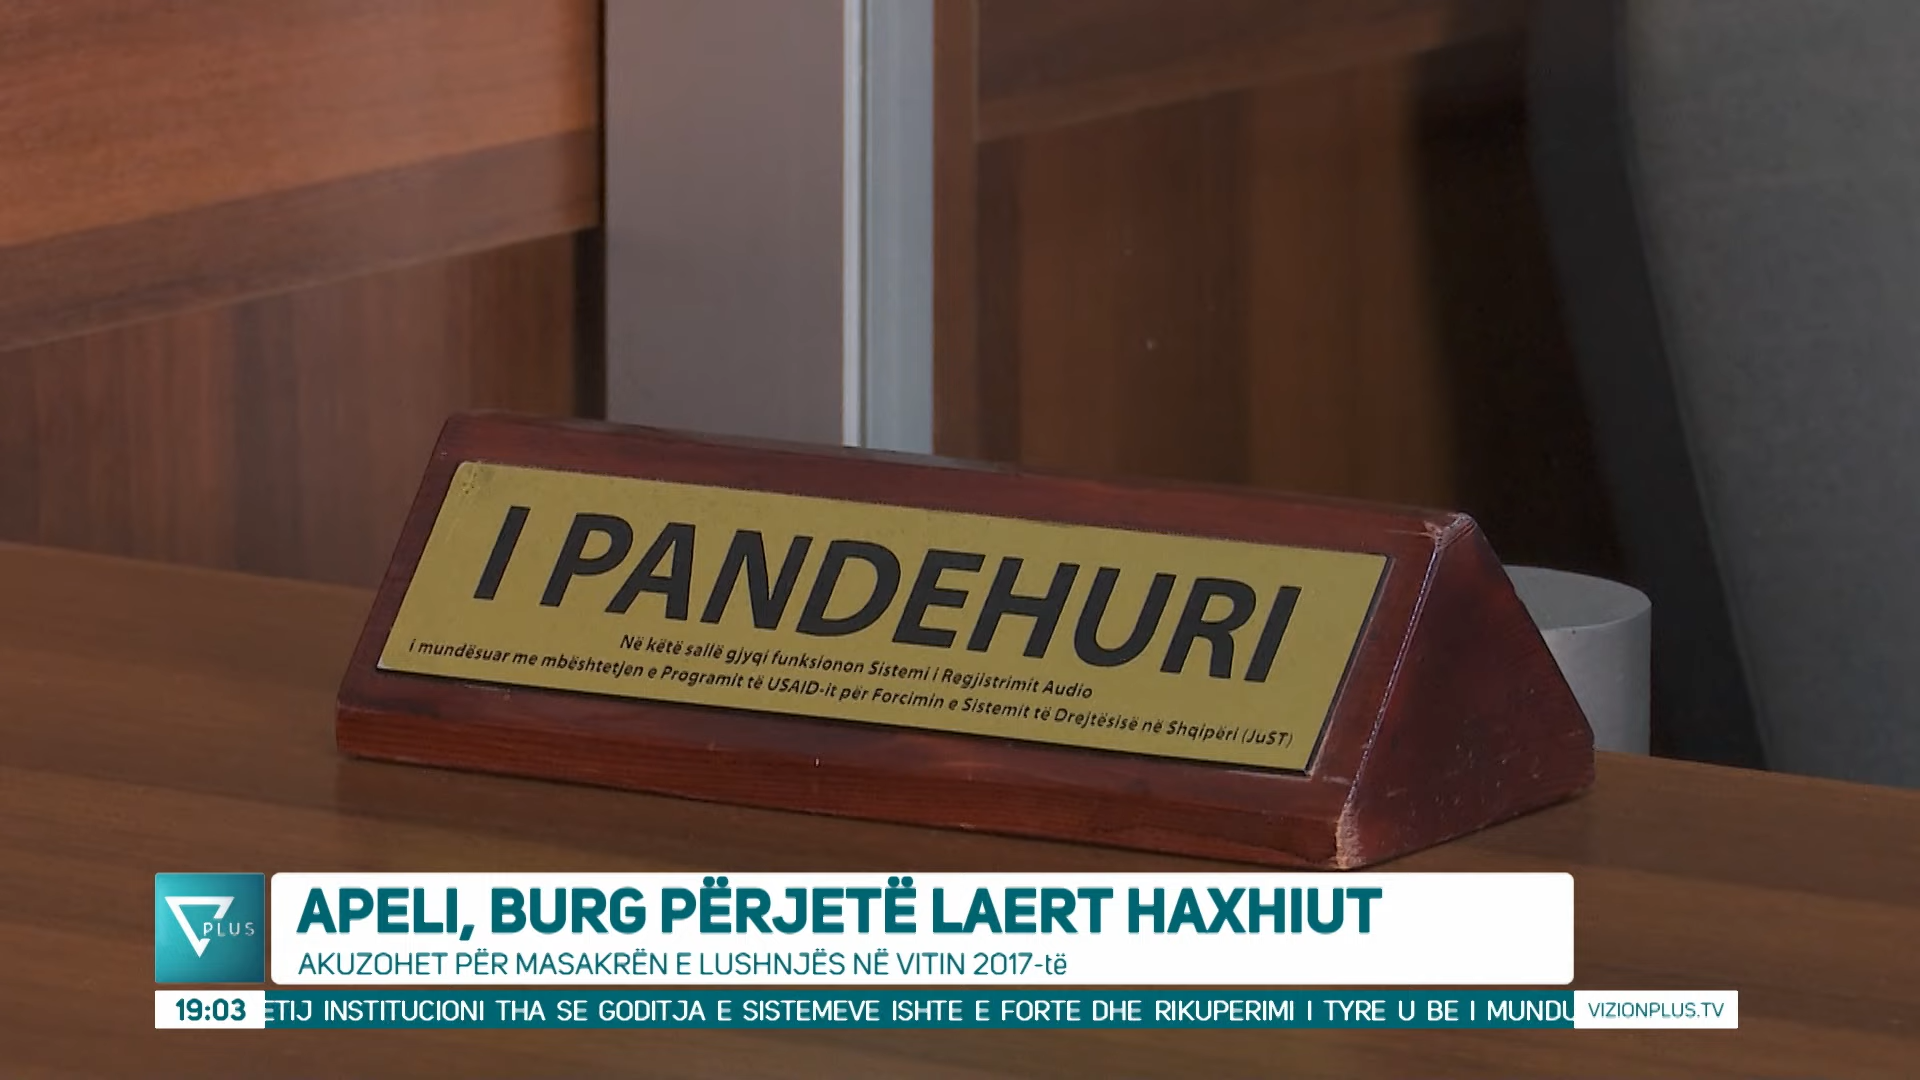 I PANDEHURI
Në këtë sallë gjyqi funksionon Sistemi i Regjistrimit Audio
i mundësuar me mbështetjen e Programit të USAID-it për Forcimin e Sistemit të Drejtësisë në Shqipëri (JuST)
PLUS
APELI, BURG PËRJETË LAERT HAXHIUT
AKUZOHET PËR MASAKRËN E LUSHNJËS NË VITIN 2017-të
19:03 ETIJ INSTITUCIONI THA SE GODITJA E SISTEMEVE ISHTE E FORTE DHE RIKUPERIMI I TYRE U BE I MUNDU VIZIONPLUS.TV